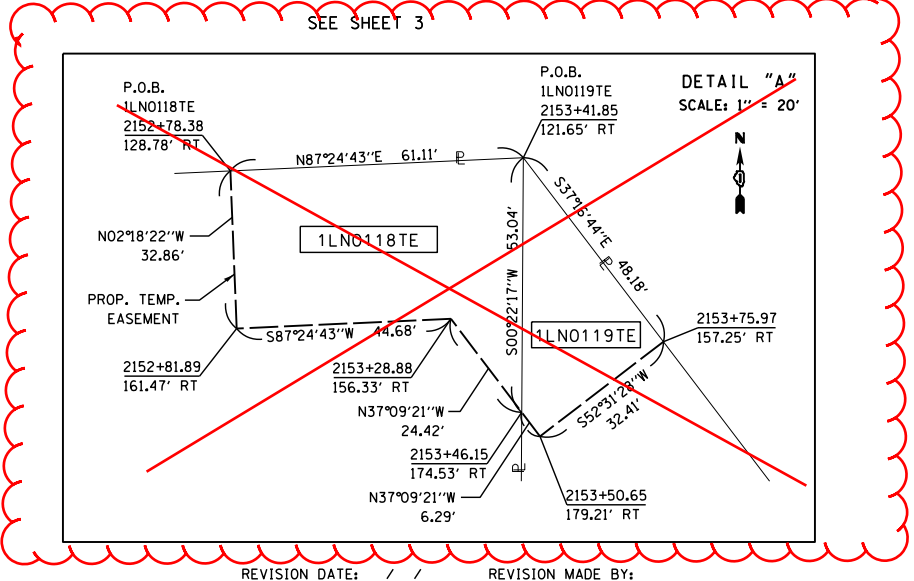 SEE SHEET 3
P.O.B.
1LN0118TE
2152+78.38
128.78' RT
P.O.B.
1LN0119TE
2153+41.85
121.65' RT
DETAIL "A"
SCALE: 1" = 20'
N
N87°24'43"E 61.11' PL
S37°16'44"E PL 48.18'
N02°18'22"W
32.86'
1LN0118TE
S00°22'17"W 53.04'
PROP. TEMP.
EASEMENT
S87°24'43"W 44.68'
1LN0119TE
2153+75.97
157.25' RT
2152+81.89
161.47' RT
2153+28.88
156.33' RT
S52°31'28"W
32.41'
N37°09'21"W
24.42'
2153+46.15
174.53' RT
PL
N37°09'21"W
6.29'
2153+50.65
179.21' RT
REVISION DATE: / / REVISION MADE BY: